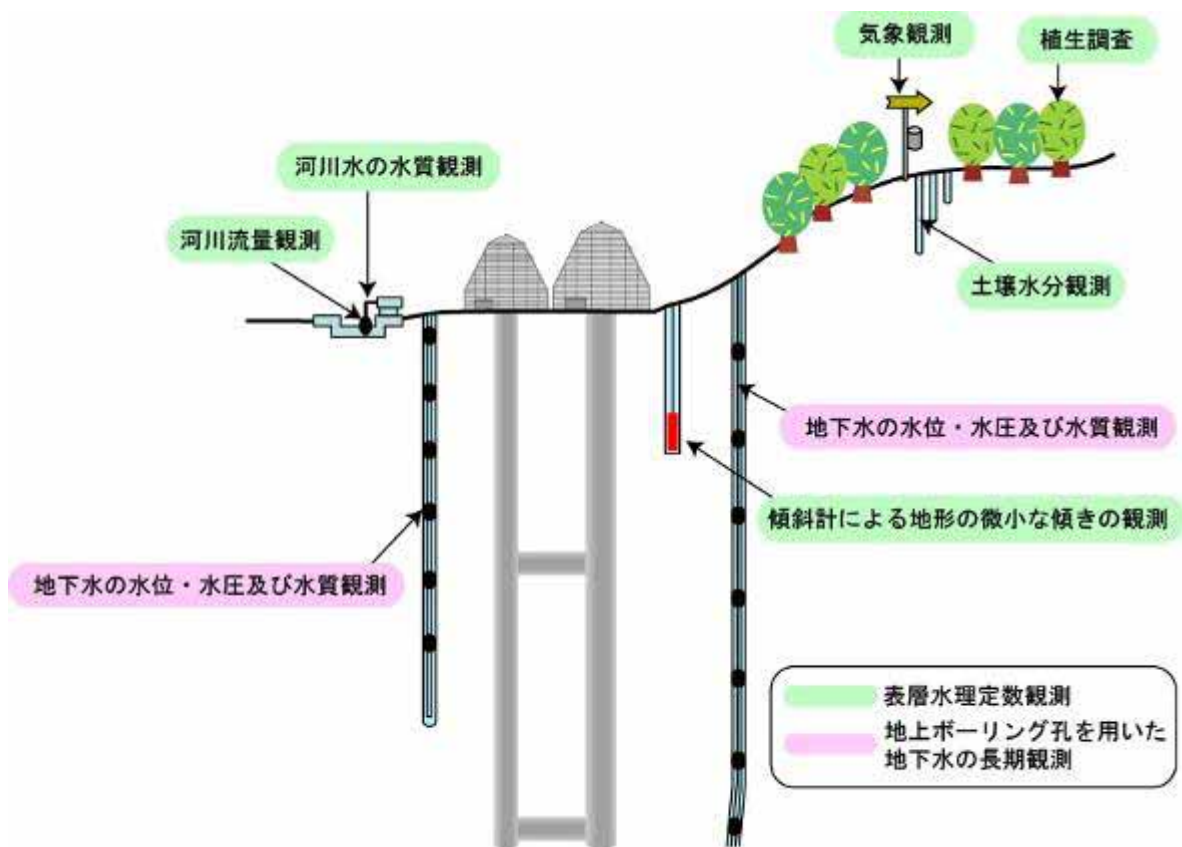 気象観測
植生調査
河川水の水質観測
河川流量観測
土壌水分観測
地下水の水位・水圧及び水質観測
傾斜計による地形の微小な傾きの観測
地下水の水位・水圧及び水質観測
表層水理定数観測
地上ボーリング孔を用いた
地下水の長期観測